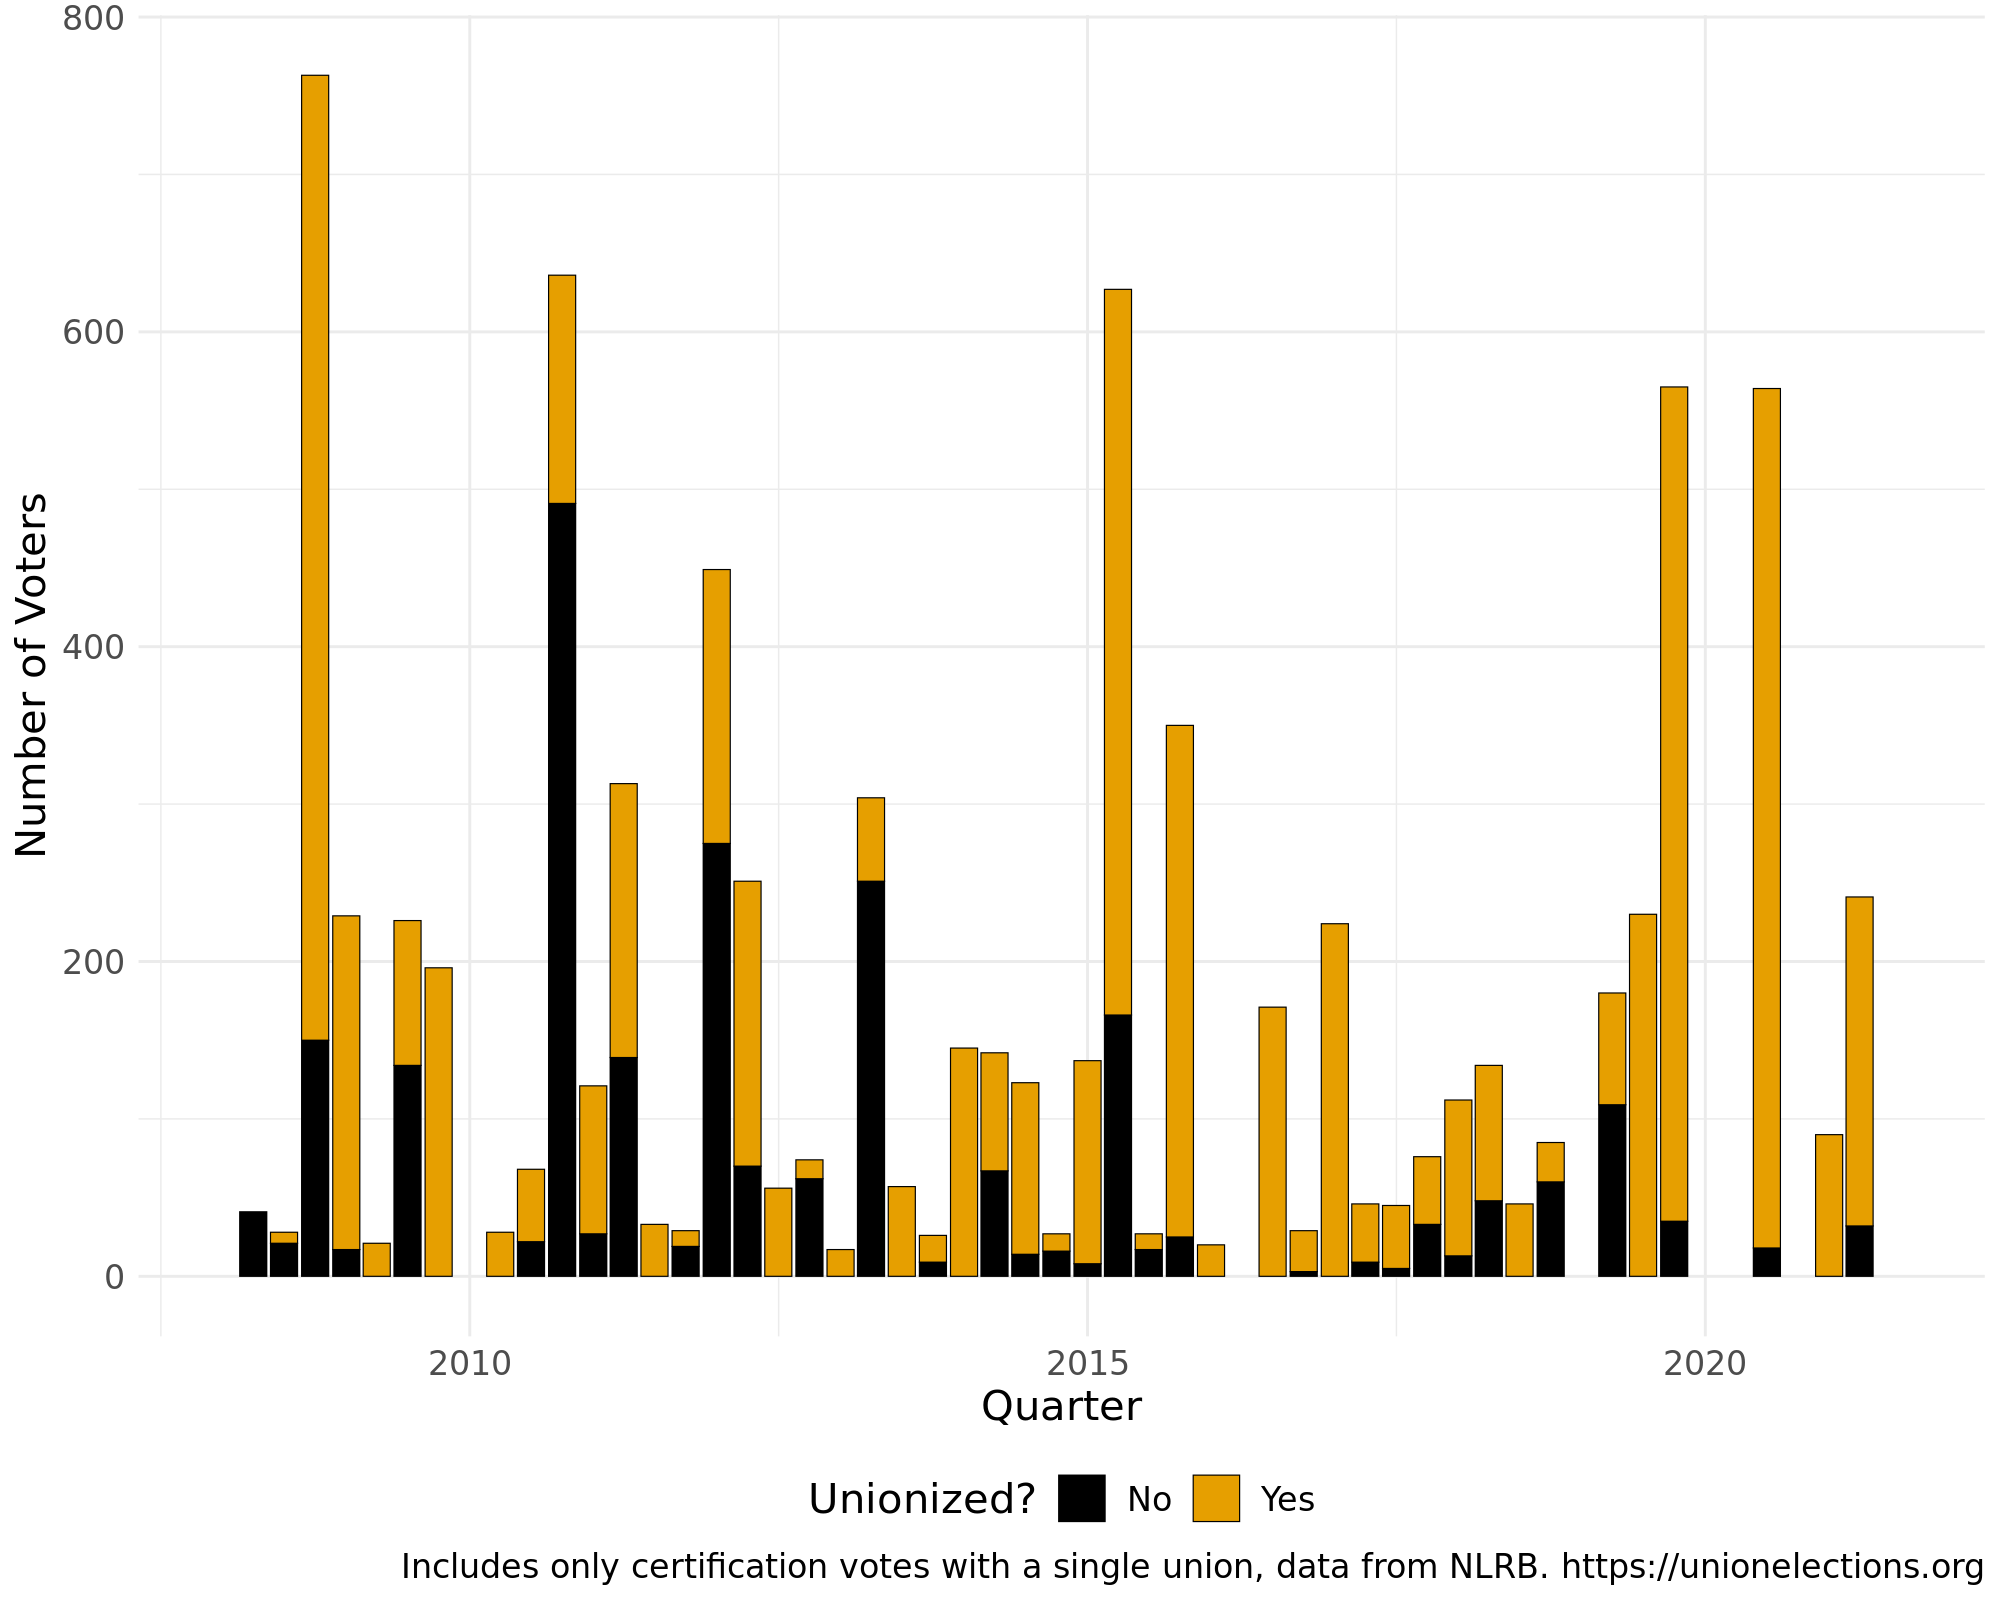 800
600
400
200
0
Number of Voters
2010 2015 2020
Quarter
Unionized? No Yes
Includes only certification votes with a single union, data from NLRB. https://unionelections.org